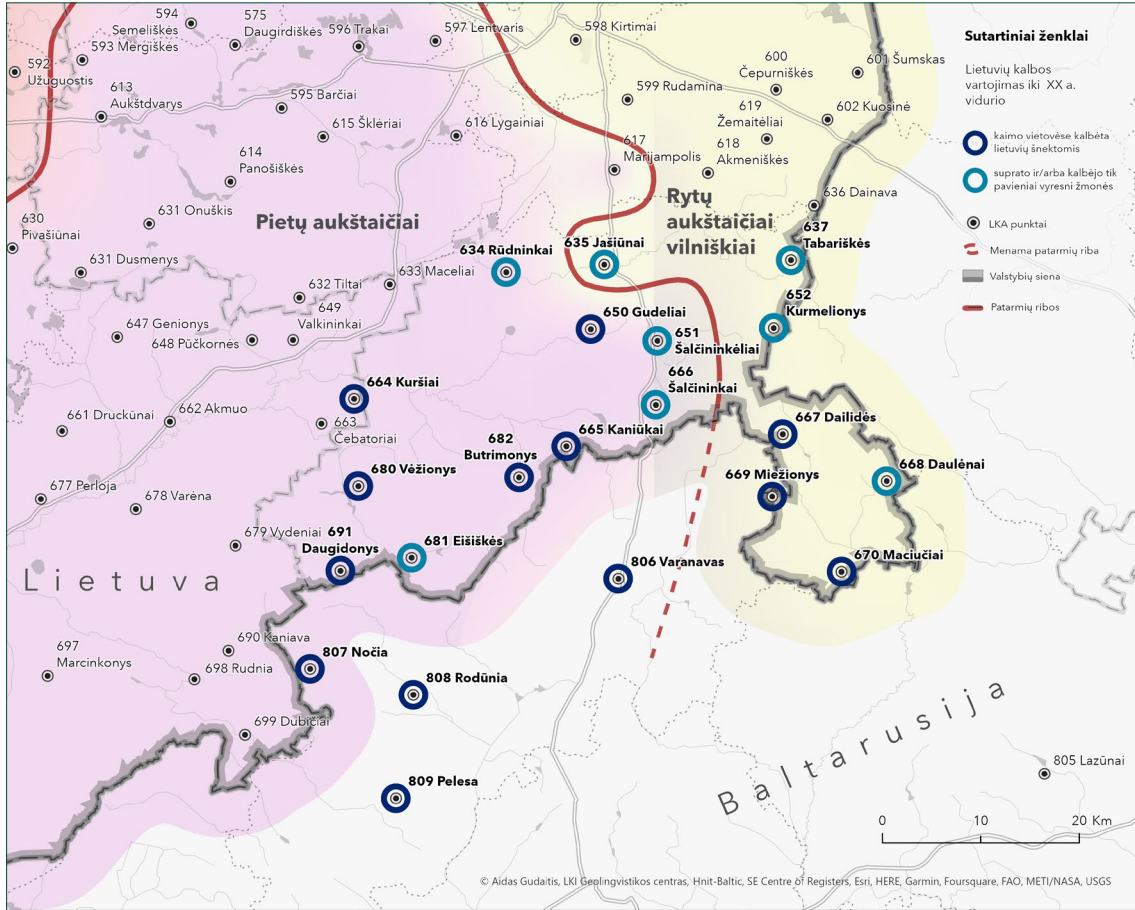 594
Semeliškės
593 Mergiškės
575
Daugirdiškės
596 Trakai
597 Lentvaris
598 Kirtimai
592
Užuguostis
613
Aukštdvarys
595 Barčiai
615 Šklėriai
616 Lygainiai
599 Rudamina
600
Čepurniškės
601 Šumskas
619
Žemaitėliai
602 Kuosinė
617
Marijampolis
618
Akmeniškės
614
Panošiškės
630
Pivašiūnai
631 Onuškis
Pietų aukštaičiai
Rytų
aukštaičiai
vilniškiai
636 Dainava
637
Tabariškės
631 Dusmenys
632 Tiltai
633 Maceliai
634 Rūdninkai
635 Jašiūnai
647 Genionys
648 Pūčkornės
649
Valkininkai
650 Gudeliai
651
Šalčininkėliai
652
Kurmelionys
661 Druckūnai
662 Akmuo
663
Čebatoriai
664 Kuršiai
665 Kaniūkai
666
Šalčininkai
667 Dailidės
668 Daulėnai
669 Miežionys
670 Maciučiai
677 Perloja
678 Varėna
679 Vydeniai
680 Vėžionys
681 Eišiškės
682
Butrimonys
691
Daugidonys
Lietuva
690 Kaniava
697
Marcinkonys
698 Rudnia
699 Dubičiai
806 Varanavas
807 Nočia
808 Rodūnia
809 Pelesa
Baltarusija
805 Lazūnai
Sutartiniai ženklai
Lietuvių kalbos
vartojimas iki XX a.
vidurio
kaimo vietovėse kalbėta
lietuvių šnektomis
suprato ir/arba kalbėjo tik
pavieniai vyresni žmonės
LKA punktai
Menama patarmių riba
Valstybių siena
Patarmių ribos
0 10 20 Km
© Aidas Gudaitis, LKI Geolingvistikos centras, Hnit-Baltic, SE Centre of Registers, Esri, HERE, Garmin, Foursquare, FAO, METI/NASA, USGS